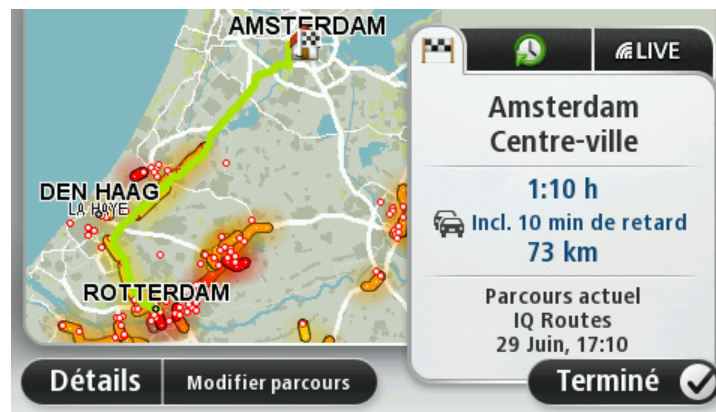 AMSTERDAM
DEN HAAG
LA HAYE
ROTTERDAM
LIVE
Amsterdam
Centre-ville
1:10 h
Incl. 10 min de retard
73 km
Parcours actuel
IQ Routes
29 Juin, 17:10
Détails
Modifier parcours
Terminé